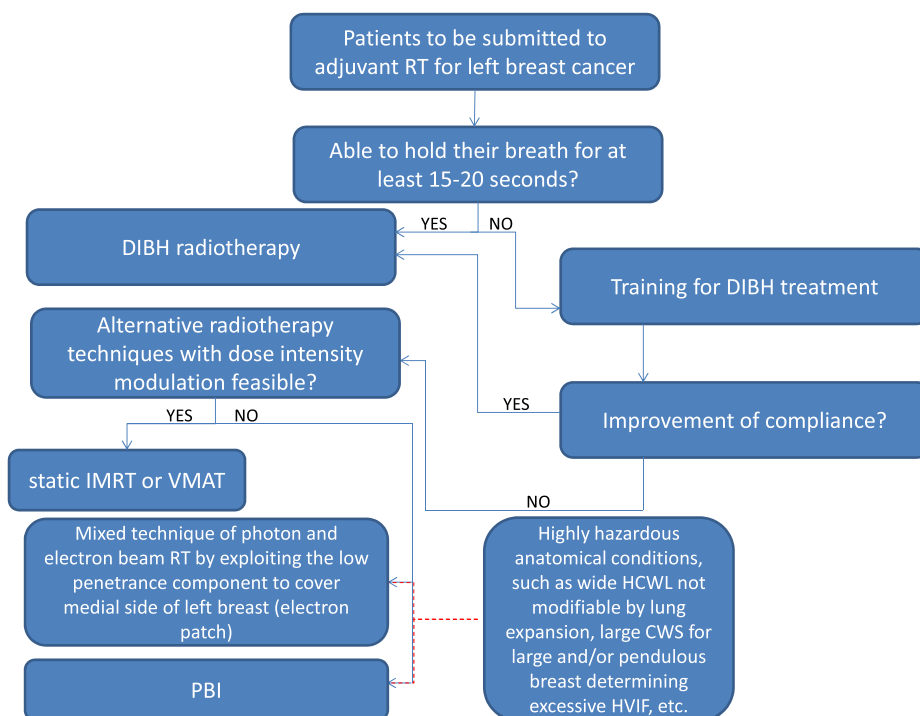 Patients to be submitted to
adjuvant RT for left breast cancer
Able to hold their breath for at
least 15-20 seconds?
YES
NO
DIBH radiotherapy
Training for DIBH treatment
Alternative radiotherapy
techniques with dose intensity
modulation feasible?
YES
Improvement of compliance?
YES
NO
static IMRT or VMAT
NO
Mixed technique of photon and
electron beam RT by exploiting the low
penetrance component to cover
medial side of left breast (electron
patch)
Highly hazardous
anatomical conditions,
such as wide HCWL not
modifiable by lung
expansion, large CWS for
large and/or pendulous
breast determining
excessive HVIF, etc.
PBI